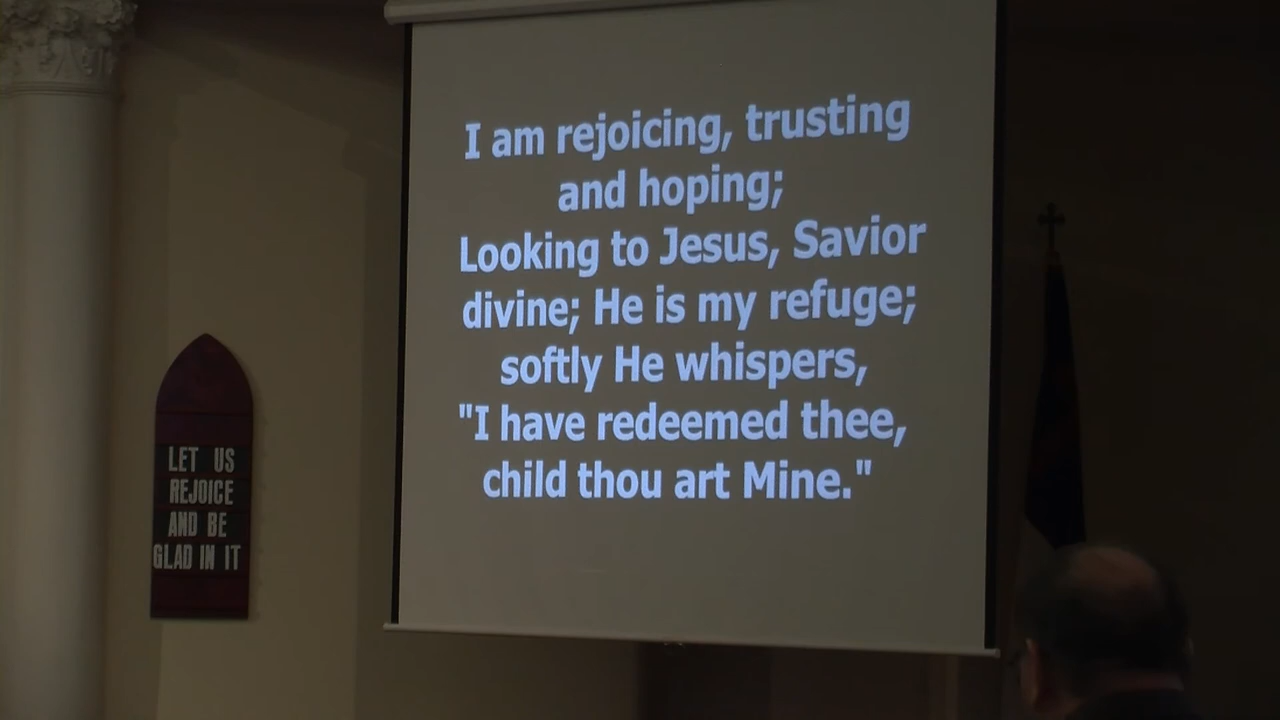 I am rejoicing, trusting
and hoping;
Looking to Jesus, Savior
divine; He is my refuge;
softly He whispers,
"I have redeemed thee,
child thou art Mine."
LET US
REJOICE
AND BE
GLAD IN IT